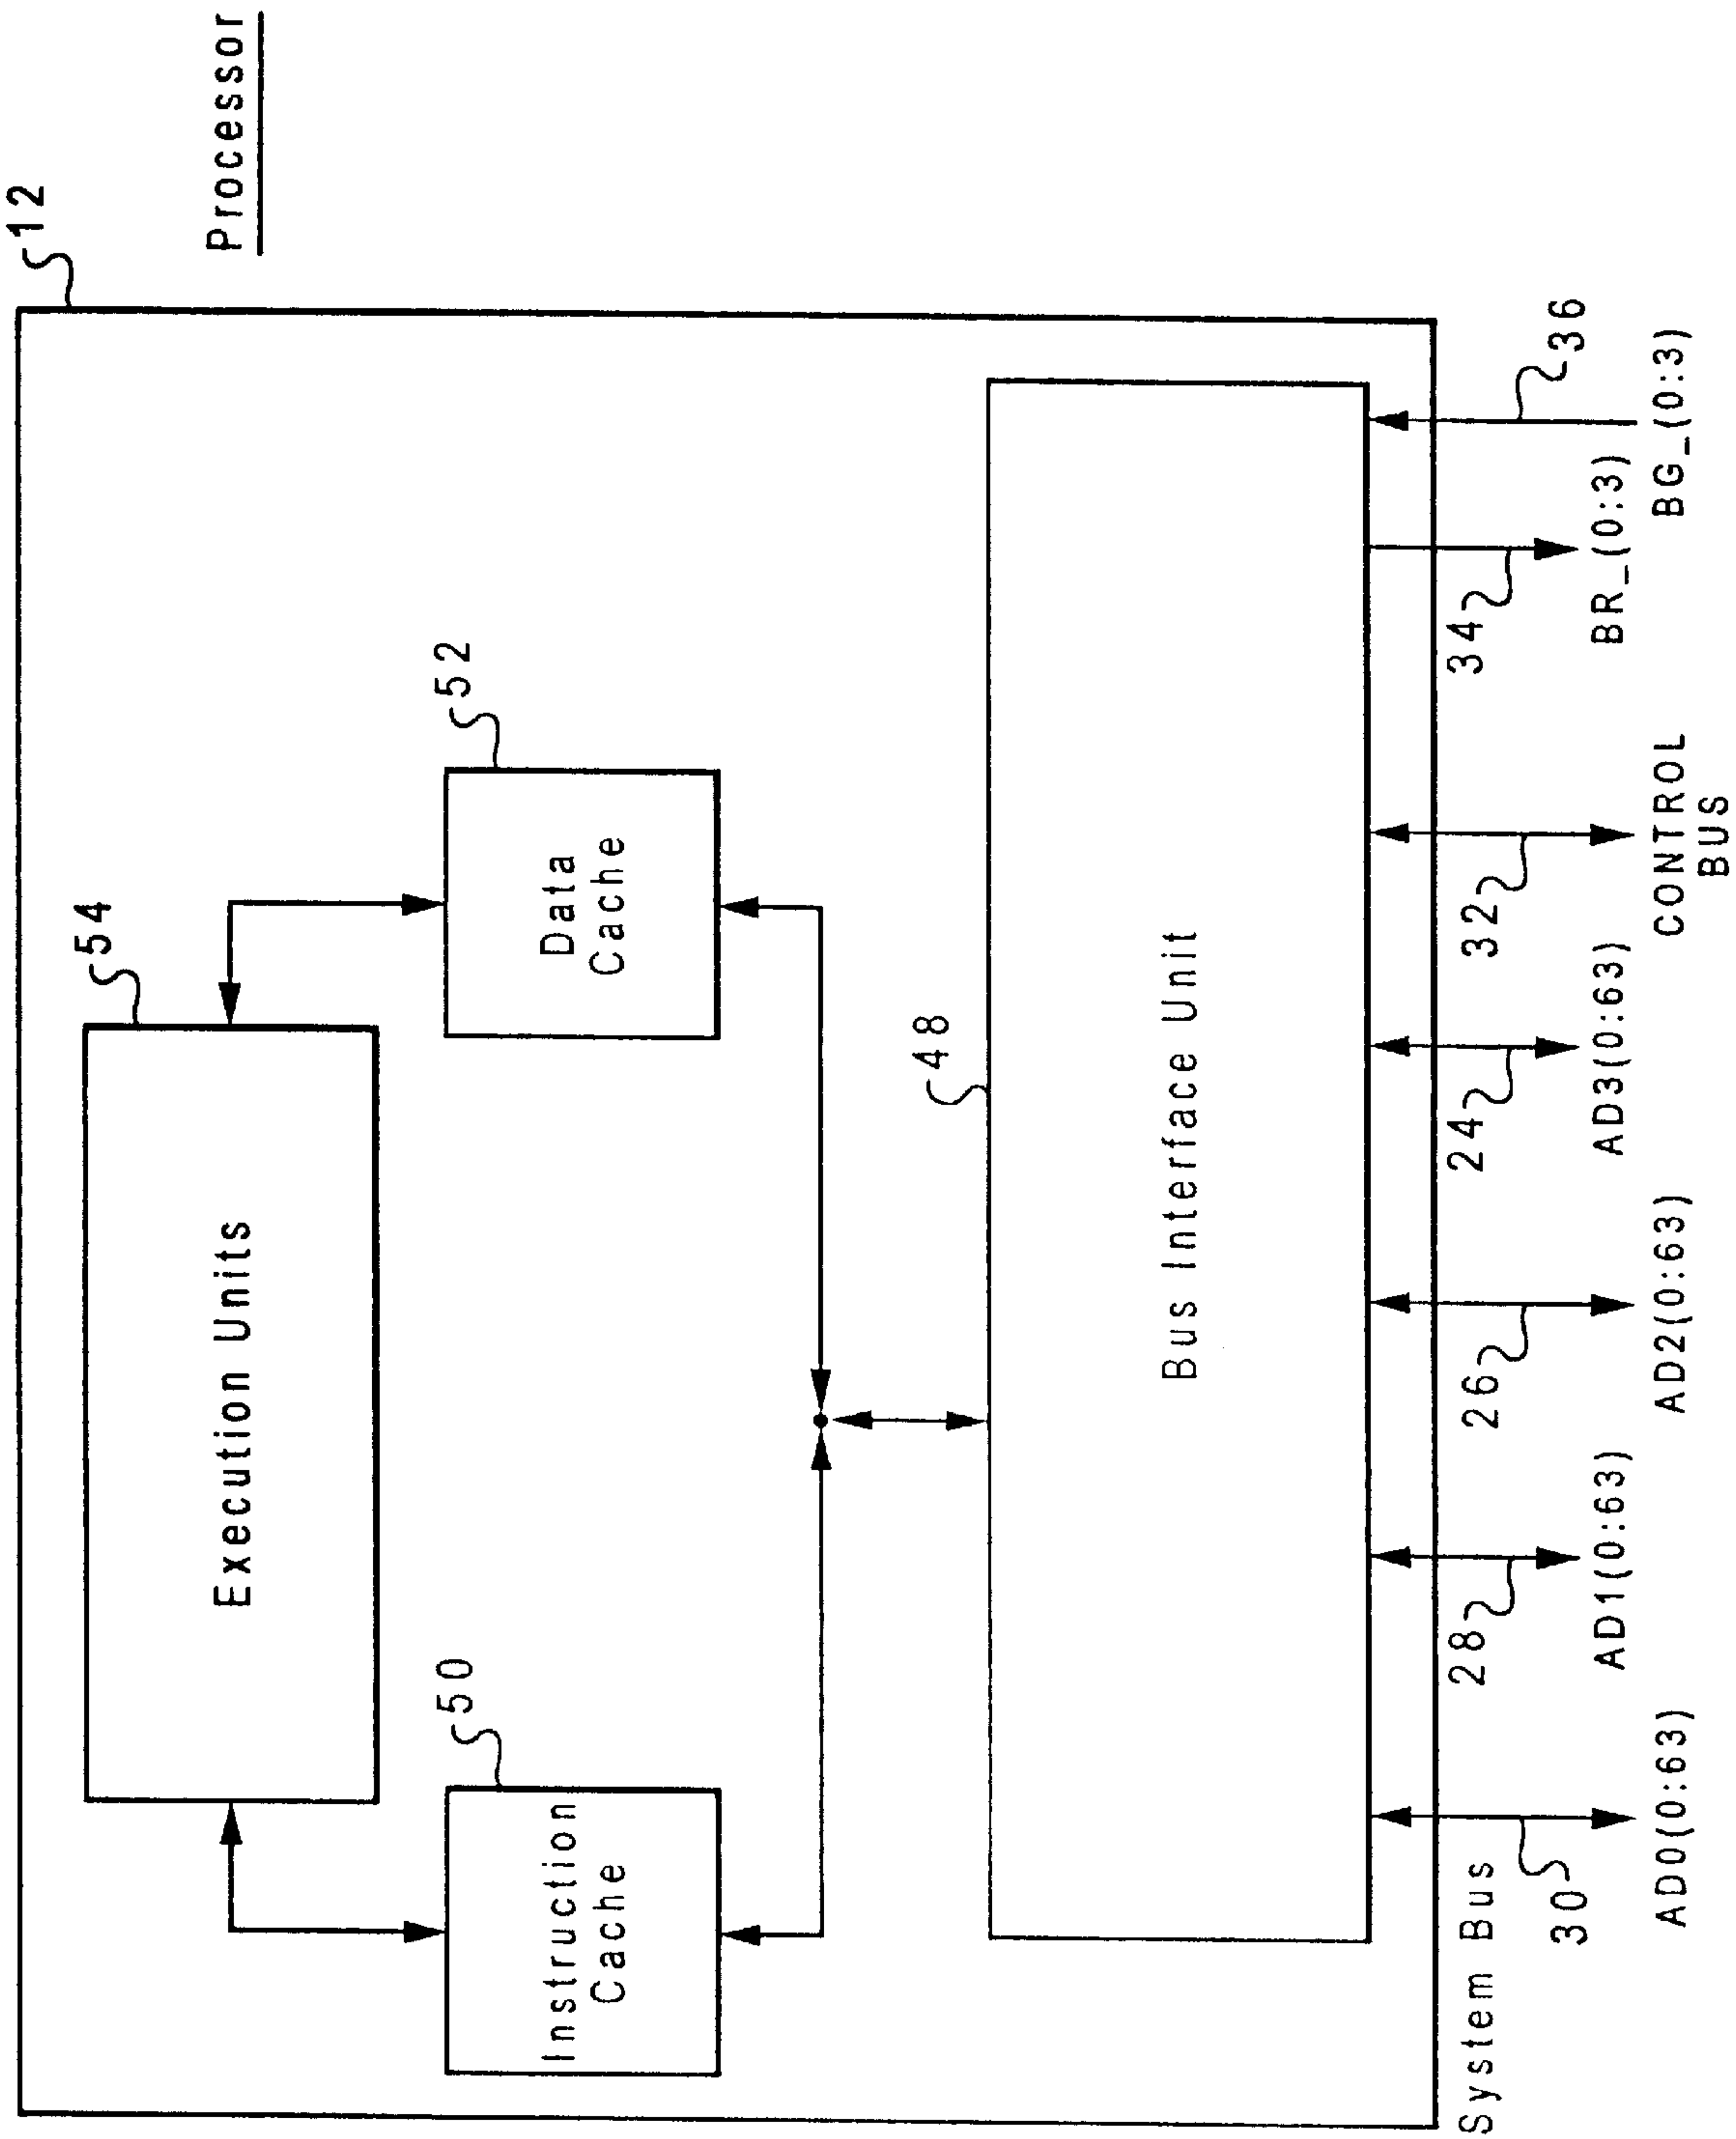 12
Processor
54
Execution Units
50
52
Instruction
Cache
Data
Cache
48
Bus Interface Unit
System Bus
30
28
26
24
32
34
36
AD0(0:63)
AD1(0:63)
AD2(0:63)
AD3(0:63)
CONTROL
BUS
BR_(0:3)
BG_(0:3)